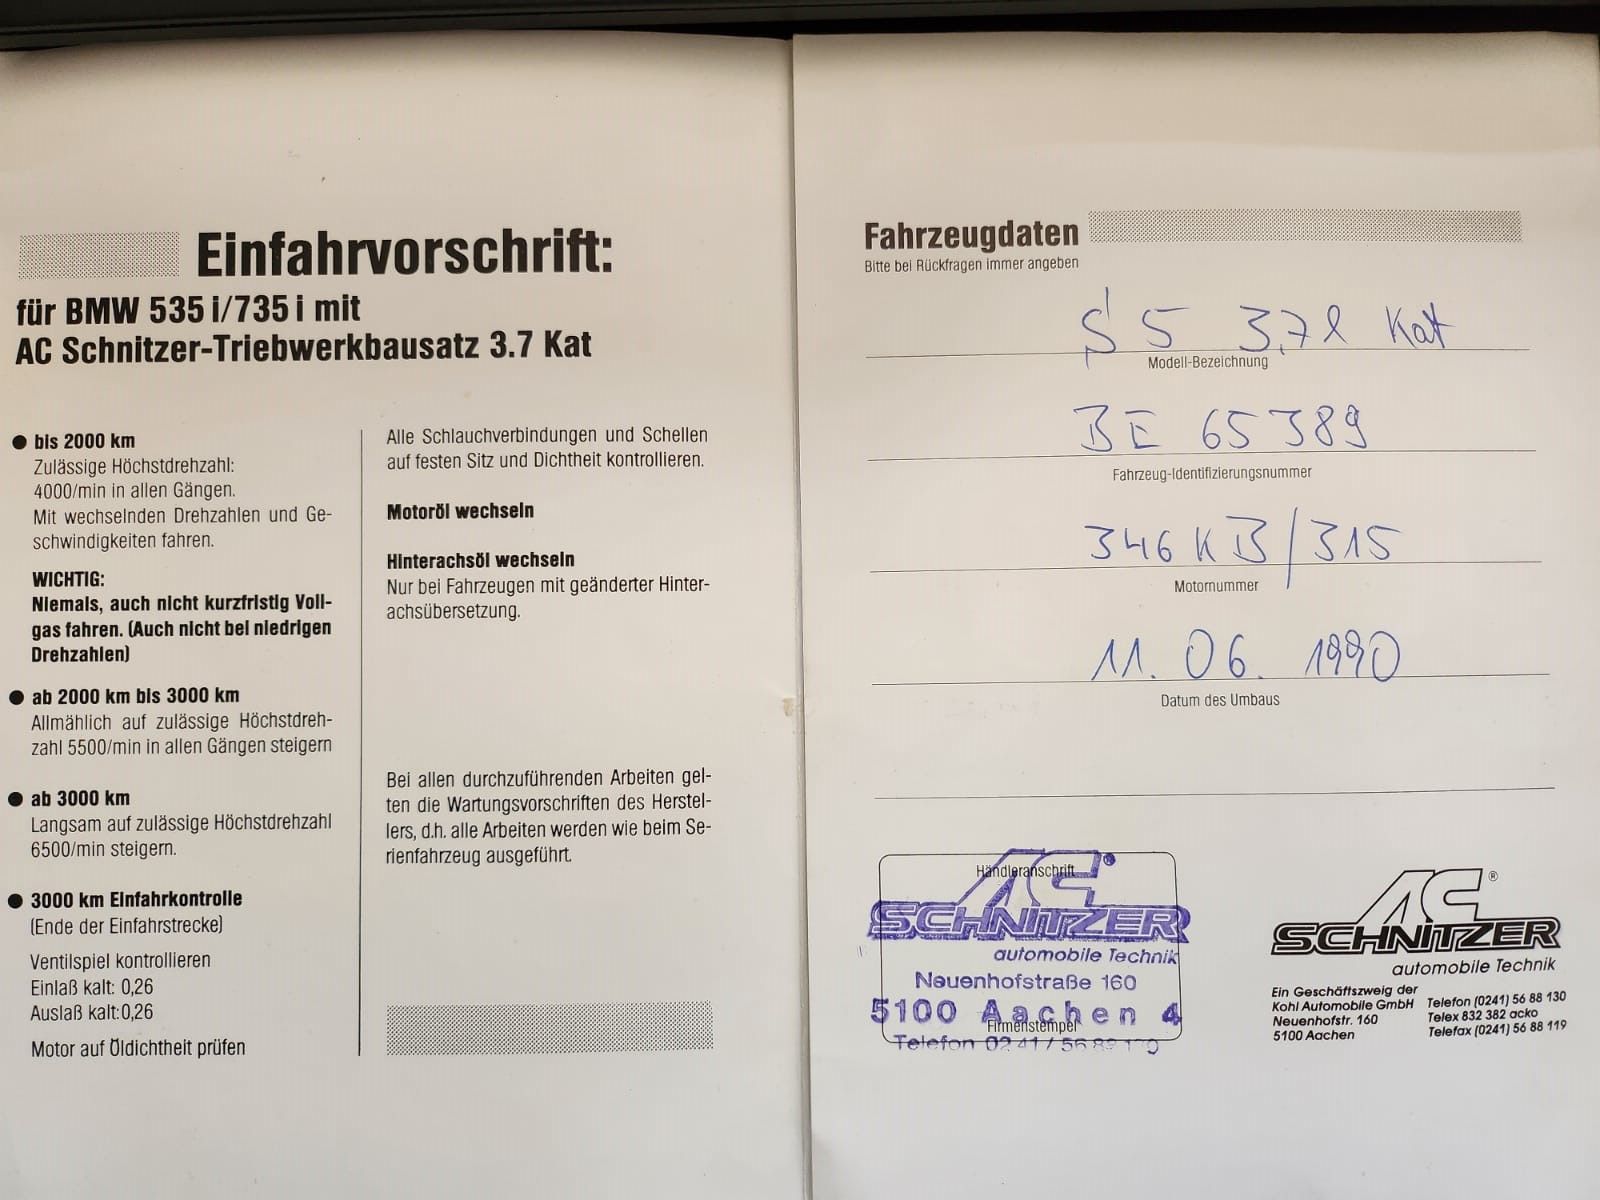 Einfahrvorschrift:
für BMW 535 i/735 i mit
AC Schnitzer-Triebwerkbausatz 3.7 Kat
● bis 2000 km
Zulässige Höchstdrehzahl:
4000/min in allen Gängen.
Mit wechselnden Drehzahlen und Ge-
schwindigkeiten fahren.
WICHTIG:
Niemals, auch nicht kurzfristig Voll-
gas fahren. (Auch nicht bei niedrigen
Drehzahlen)
● ab 2000 km bis 3000 km
Allmählich auf zulässige Höchstdreh-
zahl 5500/min in allen Gängen steigern
● ab 3000 km
Langsam auf zulässige Höchstdrehzahl
6500/min steigern.
● 3000 km Einfahrkontrolle
(Ende der Einfahrstrecke)
Ventilspiel kontrollieren
Einlaß kalt: 0,26
Auslaß kalt:0,26
Motor auf Öldichtheit prüfen
Alle Schlauchverbindungen und Schellen
auf festen Sitz und Dichtheit kontrollieren.
Motoröl wechseln
Hinterachsöl wechseln
Nur bei Fahrzeugen mit geänderter Hinter-
achsübersetzung.
Bei allen durchzuführenden Arbeiten gel-
ten die Wartungsvorschriften des Herstel-
lers, d.h. alle Arbeiten werden wie beim Se-
rienfahrzeug ausgeführt.
Fahrzeugdaten
Bitte bei Rückfragen immer angeben
S5 3,7l Kat
Modell-Bezeichnung
BE 65389
Fahrzeug-Identifizierungsnummer
346KB/315
Motornummer
11. 06. 1990
Datum des Umbaus
Händleranschrift
AC®
SCHNITZER
automobile Technik
Neuenhofstraße 160
5100 Aachen 4
Firmenstempel
Telefon 02 41 / 56
AC®
SCHNITZER
automobile Technik
Ein Geschäftszweig der
Kohl Automobile GmbH
Neuenhofstr. 160
5100 Aachen
Telefon (0241) 56 88 130
Telex 832 382 acko
Telefax (0241) 56 88 119